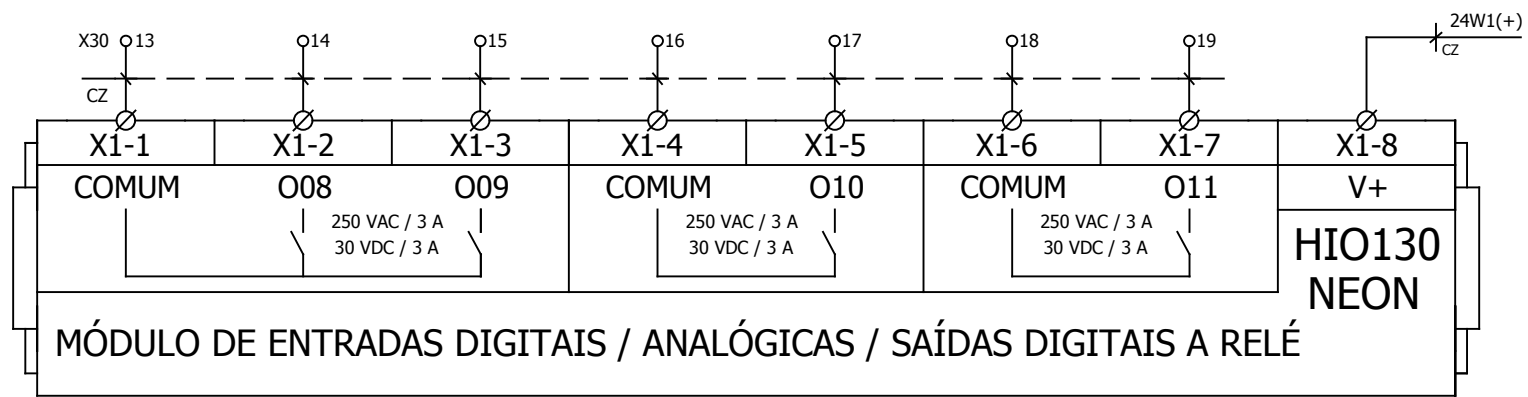 24W1(+)
X30 13 14 15 16 17 18 19
CZ
CZ
X1-1 X1-2 X1-3 X1-4 X1-5 X1-6 X1-7 X1-8
COMUM O08 O09 COMUM O10 COMUM O11 V+
250 VAC / 3 A 250 VAC / 3 A 250 VAC / 3 A
30 VDC / 3 A 30 VDC / 3 A 30 VDC / 3 A
HIO130
NEON
MÓDULO DE ENTRADAS DIGITAIS / ANALÓGICAS / SAÍDAS DIGITAIS A RELÉ